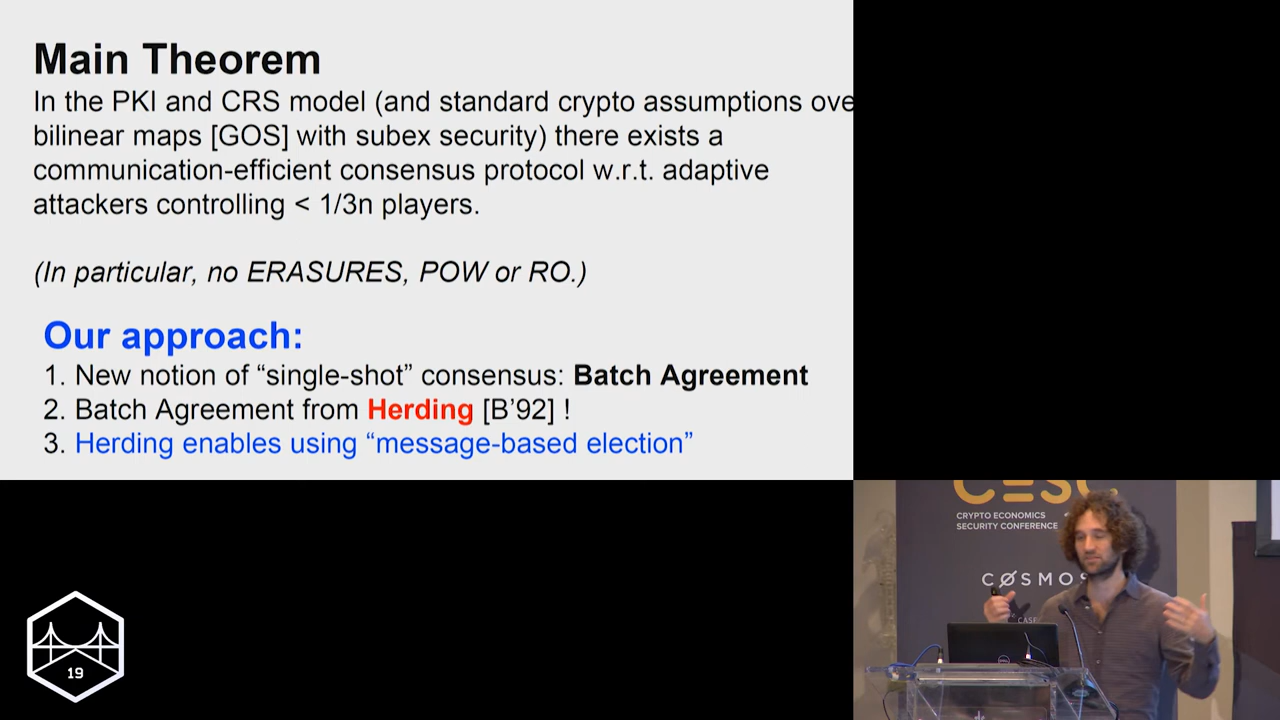 Main Theorem
In the PKI and CRS model (and standard crypto assumptions ove
bilinear maps [GOS] with subex security) there exists a
communication-efficient consensus protocol w.r.t. adaptive
attackers controlling < 1/3n players.
(In particular, no ERASURES, POW or RO.)
Our approach:
1. New notion of “single-shot” consensus: Batch Agreement
2. Batch Agreement from Herding [B’92] !
3. Herding enables using “message-based election”
CESC
CRYPTO ECONOMICS
SECURITY CONFERENCE
COSMOS
CASE
19